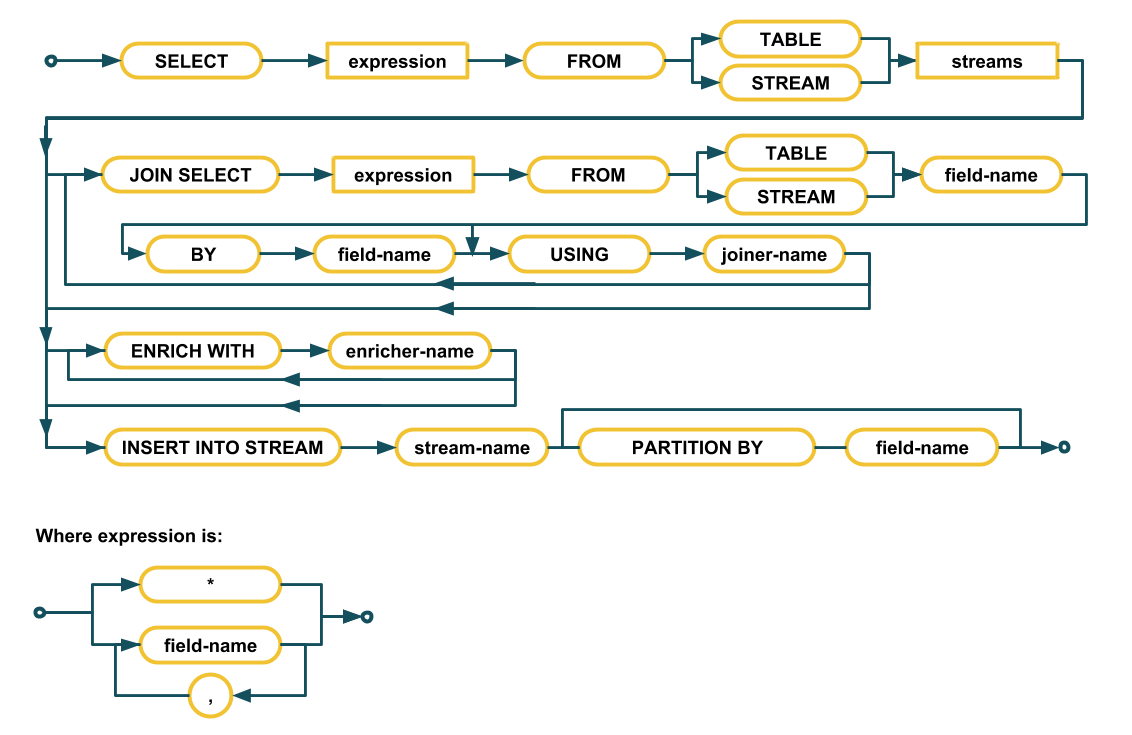 SELECT expression FROM TABLE STREAM streams
JOIN SELECT expression FROM TABLE STREAM field-name
BY field-name USING joiner-name
ENRICH WITH enricher-name
INSERT INTO STREAM stream-name PARTITION BY field-name
Where expression is:
*
field-name
,